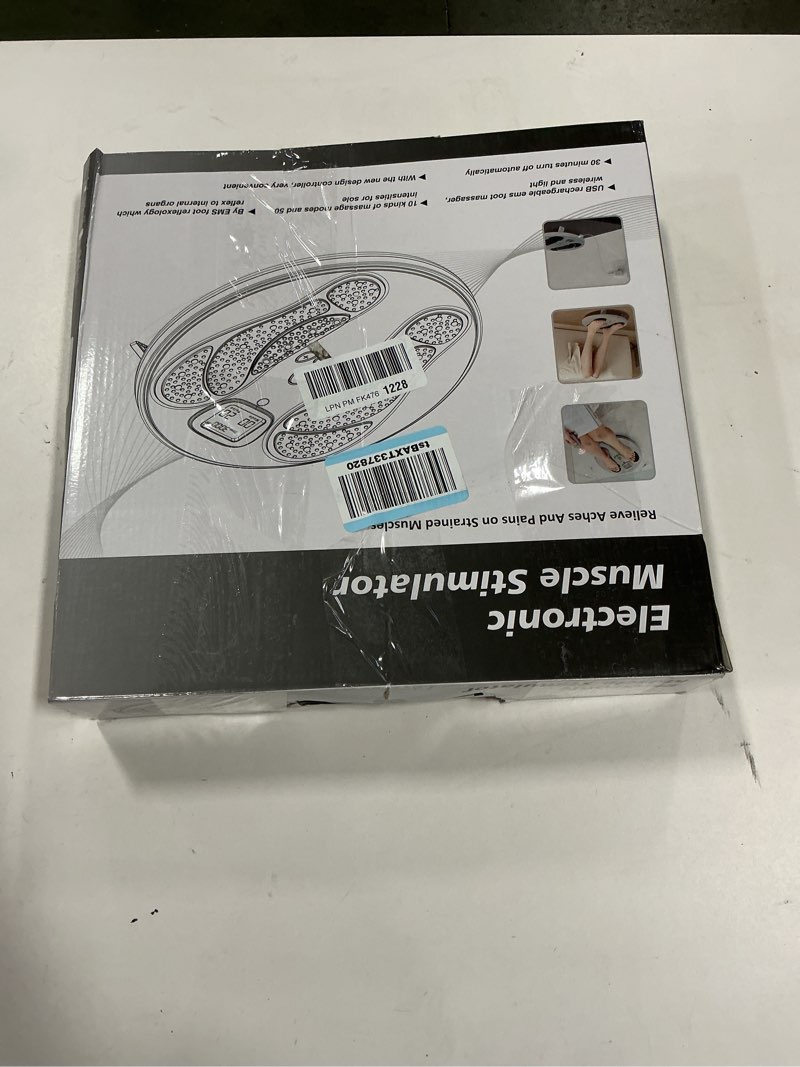 Electronic
Muscle Stimulator
Relieve Aches And Pains on Strained Muscles
tsBAXT337820
LPN PM FK476 1228
▶ USB rechargeable ems foot massager,
wireless and light
▶ 30 minutes turn off automatically
▶ 10 kinds of massage modes and 50
intensities for sole
▶ With the new design controller, very convenient
▶ By EMS foot reflexology which
reflex to internal organs